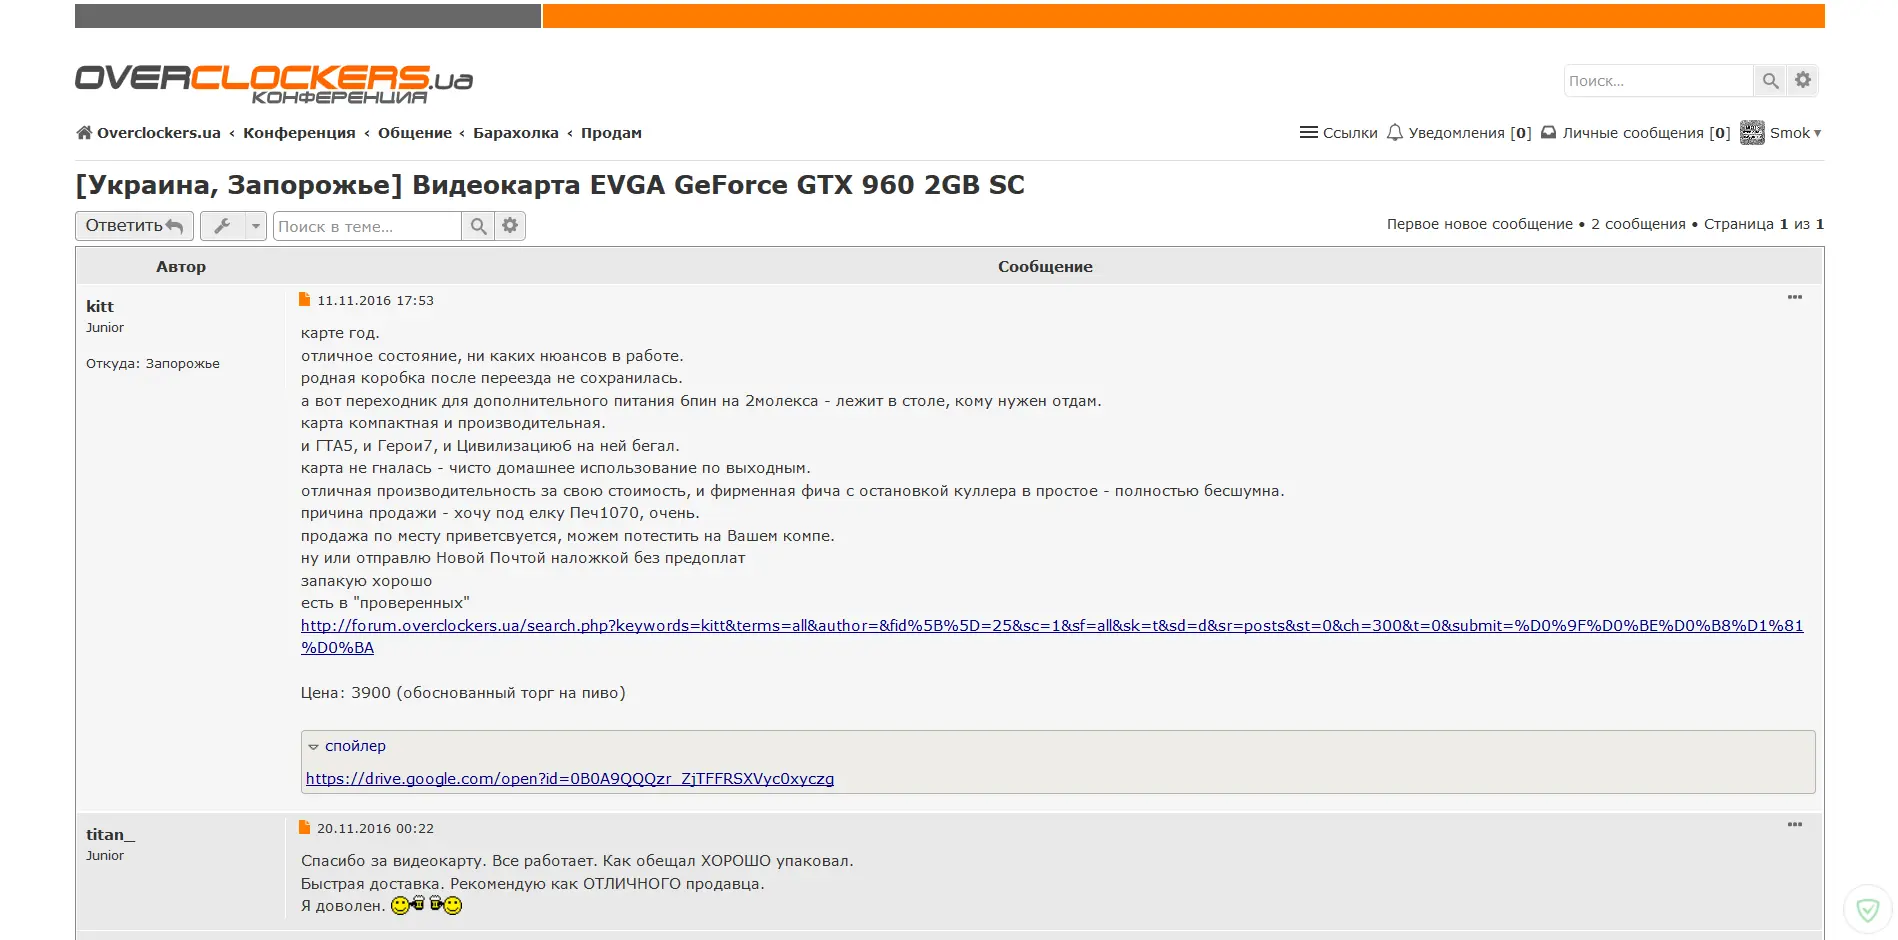 OVERCLOCKERS.ua
КОНФЕРЕНЦИЯ
Поиск...
Overclockers.ua ‹ Конференция ‹ Общение ‹ Барахолка ‹ Продам
Ссылки Уведомления [0] Личные сообщения [0] Smok
[Украина, Запорожье] Видеокарта EVGA GeForce GTX 960 2GB SC
Ответить
Поиск в теме...
Первое новое сообщение • 2 сообщения • Страница 1 из 1
Автор Сообщение
kitt
Junior
Откуда: Запорожье
11.11.2016 17:53
карте год.
отличное состояние, ни каких нюансов в работе.
родная коробка после переезда не сохранилась.
а вот переходник для дополнительного питания 6пин на 2молекса - лежит в столе, кому нужен отдам.
карта компактная и производительная.
и ГТА5, и Герои7, и Цивилизацию6 на ней бегал.
карта не гналась - чисто домашнее использование по выходным.
отличная производительность за свою стоимость, и фирменная фича с остановкой куллера в простое - полностью бесшумна.
причина продажи - хочу под елку Печ1070, очень.
продажа по месту приветсвуется, можем потестить на Вашем компе.
ну или отправлю Новой Почтой наложкой без предоплат
запакую хорошо
есть в "проверенных"
http://forum.overclockers.ua/search.php?keywords=kitt&terms=all&author=&fid%5B%5D=25&sc=1&sf=all&sk=t&sd=d&sr=posts&st=0&ch=300&t=0&submit=%D0%9F%D0%BE%D0%B8%D1%81
%D0%BA
Цена: 3900 (обоснованный торг на пиво)
спойлер
https://drive.google.com/open?id=0B0A9QQQzr_ZjTFFRSXVyc0xyczg
titan_
Junior
20.11.2016 00:22
Спасибо за видеокарту. Все работает. Как обещал ХОРОШО упаковал.
Быстрая доставка. Рекомендую как ОТЛИЧНОГО продавца.
Я доволен.